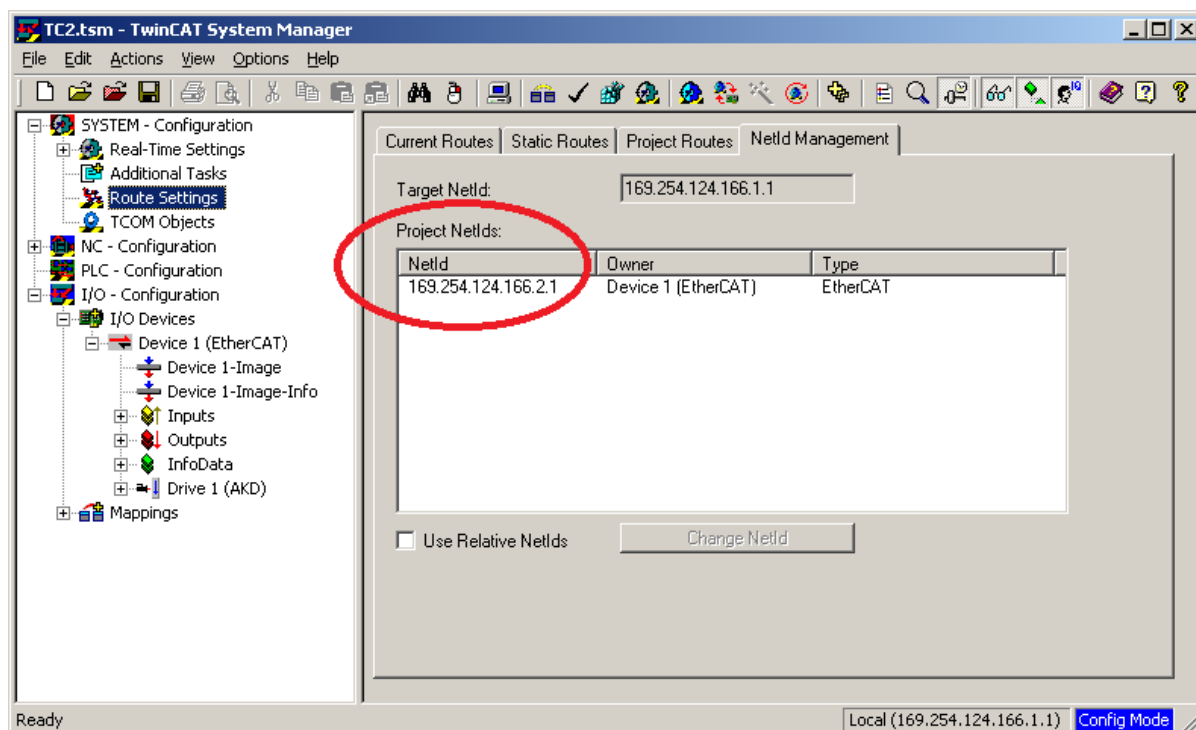 TC2.tsm - TwinCAT System Manager
File Edit Actions View Options Help
SYSTEM - Configuration
Real-Time Settings
Additional Tasks
Route Settings
TCOM Objects
NC - Configuration
PLC - Configuration
I/O - Configuration
I/O Devices
Device 1 (EtherCAT)
Device 1-Image
Device 1-Image-Info
Inputs
Outputs
InfoData
Drive 1 (AKD)
Mappings
Current Routes Static Routes Project Routes NetId Management
Target NetId: 169.254.124.166.1.1
Project NetIds:
NetId Owner Type
169.254.124.166.2.1 Device 1 (EtherCAT) EtherCAT
Use Relative NetIds Change NetId
Ready Local (169.254.124.166.1.1) Config Mode